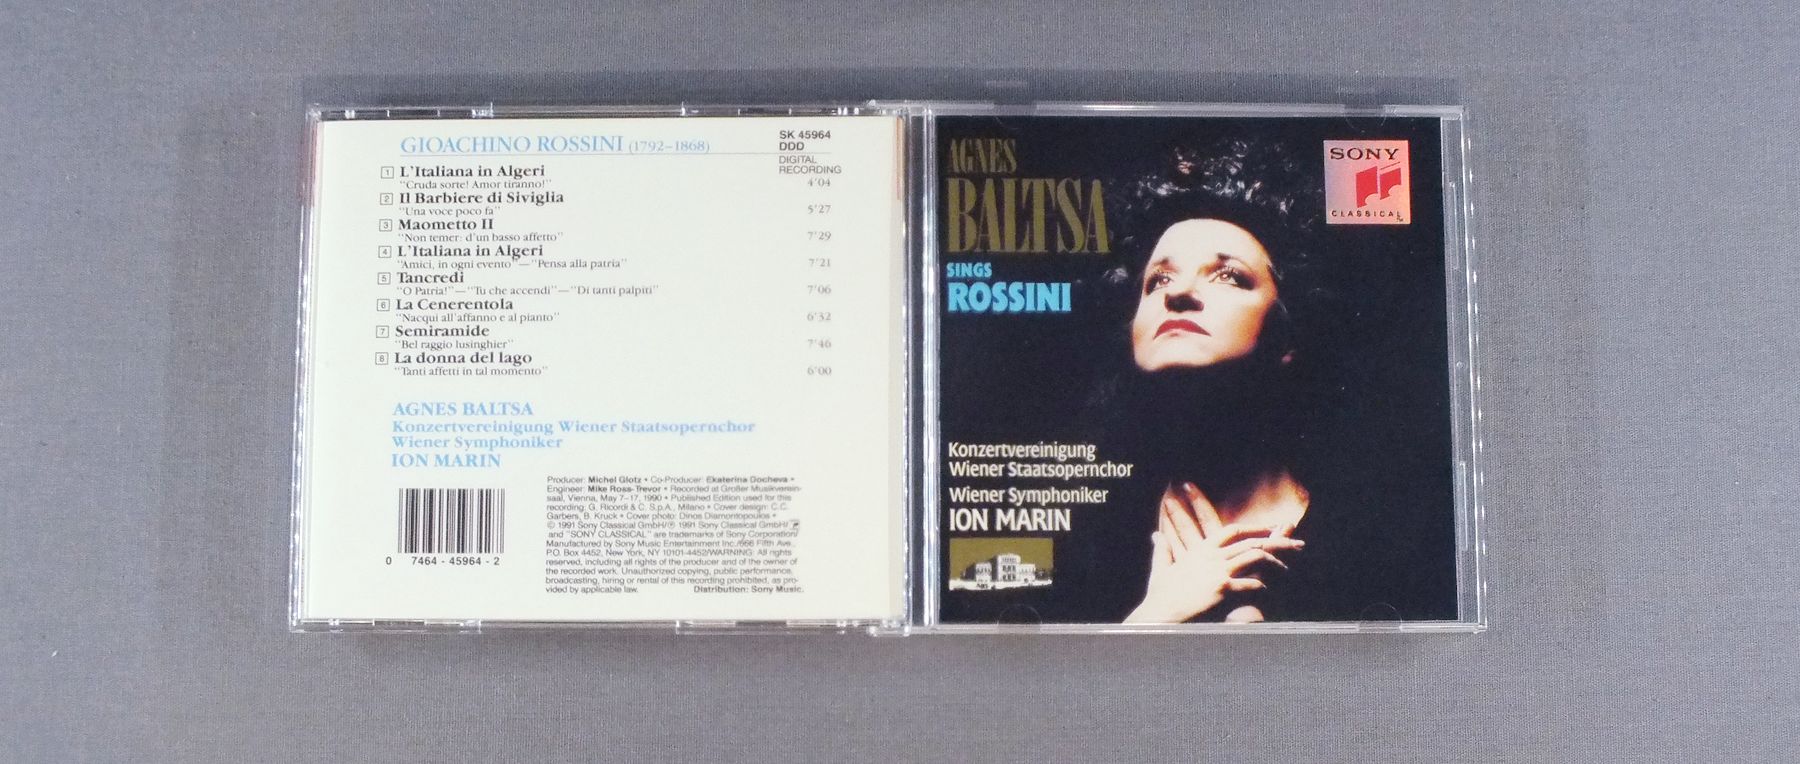 GIOACHINO ROSSINI (1792–1868)
SK 45964
DDD
DIGITAL
RECORDING
1 L'Italiana in Algeri
"Cruda sorte! Amor tiranno!" 4'04
2 Il Barbiere di Siviglia
"Una voce poco fa" 5'27
3 Maometto II
"Non temer: d'un basso affetto" 7'29
4 L'Italiana in Algeri
"Amici, in ogni evento"—"Pensa alla patria" 7'21
5 Tancredi
"O Patria!"—"Tu che accendi"—"Di tanti palpiti" 7'06
6 La Cenerentola
"Nacqui all'affanno e al pianto" 6'32
7 Semiramide
"Bel raggio lusinghier" 7'46
8 La donna del lago
"Tanti affetti in tal momento" 6'00
AGNES BALTSA
Konzertvereinigung Wiener Staatsopernchor
Wiener Symphoniker
ION MARIN
0 7464-45964-2
Producer: Michel Glotz • Co-Producer: Ekaterina Docheva •
Engineer: Mike Ross-Trevor • Recorded at Großer Musikverein-
saal, Vienna, May 7–17, 1990 • Published Edition used for this
recording: G. Ricordi & C. S.p.A., Milano • Cover design: C.C.
Garbers, B. Kruck • Cover photo: Dinos Diamantopoulos •
© 1991 Sony Classical GmbH/℗ 1991 Sony Classical GmbH/
and "SONY CLASSICAL" are trademarks of Sony Corporation/
Manufactured by Sony Music Entertainment Inc./666 Fifth Ave.,
P.O. Box 4452, New York, NY 10101-4452/WARNING: All rights
reserved, including all rights of the producer and of the owner of
the recorded work. Unauthorized copying, public performance,
broadcasting, hiring or rental of this recording prohibited, as pro-
vided by applicable law. Distribution: Sony Music.
AGNES
BALTSA
SINGS
ROSSINI
SONY
CLASSICAL
Konzertvereinigung
Wiener Staatsopernchor
Wiener Symphoniker
ION MARIN